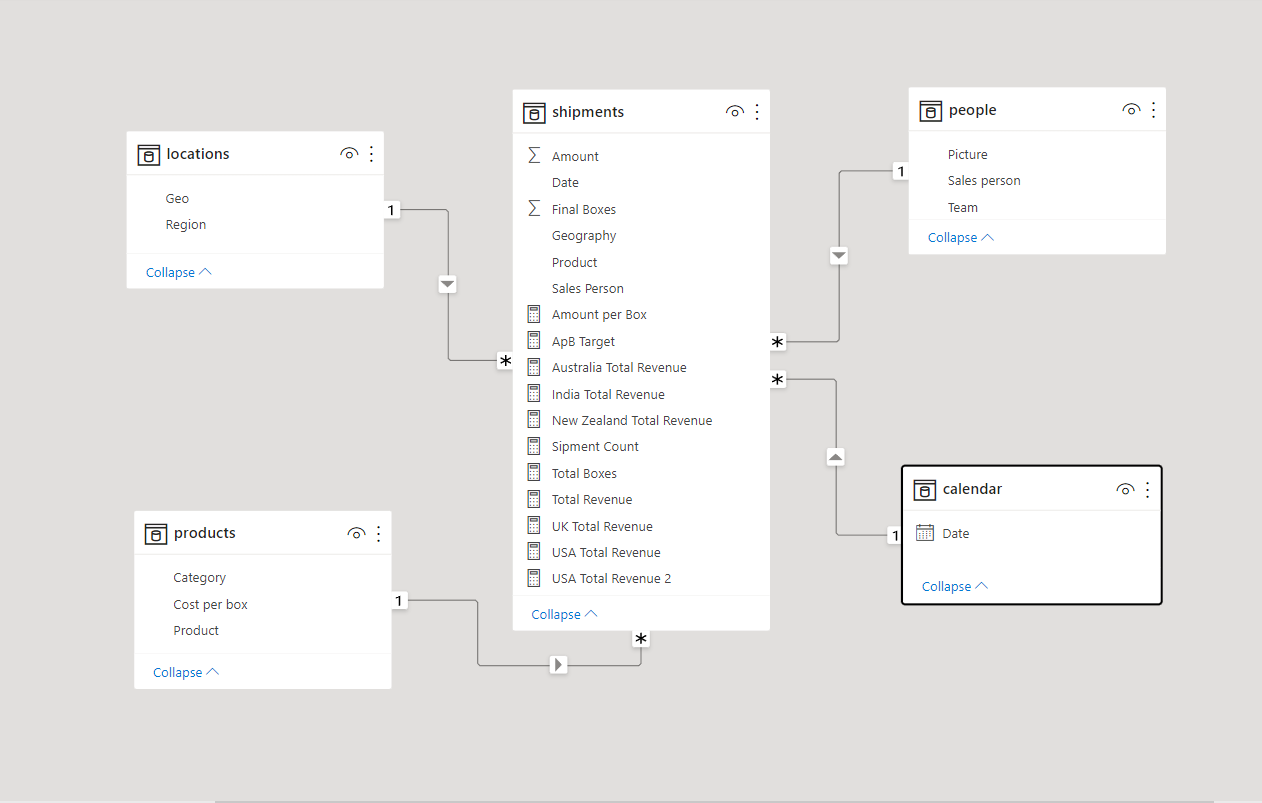 locations
Geo
Region
Collapse
1
*
shipments
Amount
Date
Final Boxes
Geography
Product
Sales Person
Amount per Box
ApB Target
Australia Total Revenue
India Total Revenue
New Zealand Total Revenue
Sipment Count
Total Boxes
Total Revenue
UK Total Revenue
USA Total Revenue
USA Total Revenue 2
Collapse
*
people
Picture
Sales person
Team
Collapse
1
*
*
products
Category
Cost per box
Product
Collapse
1
calendar
Date
Collapse
1